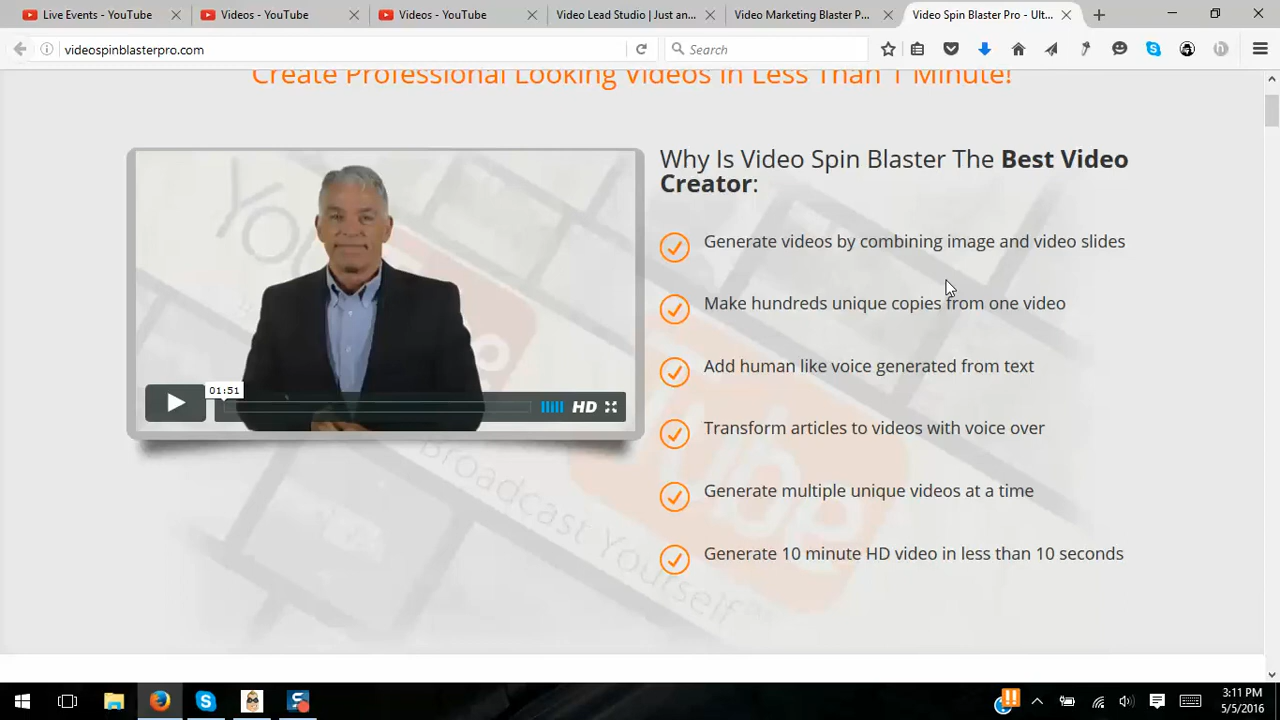 Live Events - YouTube
Videos - YouTube
Videos - YouTube
Video Lead Studio | Just an...
Video Marketing Blaster P...
Video Spin Blaster Pro - Ult...
videospinblasterpro.com
Search
Create Professional Looking Videos In Less Than 1 Minute!
Why Is Video Spin Blaster The Best Video
Creator:
Generate videos by combining image and video slides
Make hundreds unique copies from one video
Add human like voice generated from text
Transform articles to videos with voice over
Generate multiple unique videos at a time
Generate 10 minute HD video in less than 10 seconds
01:51
HD
You
Tube
Broadcast Yourself
3:11 PM
5/5/2016